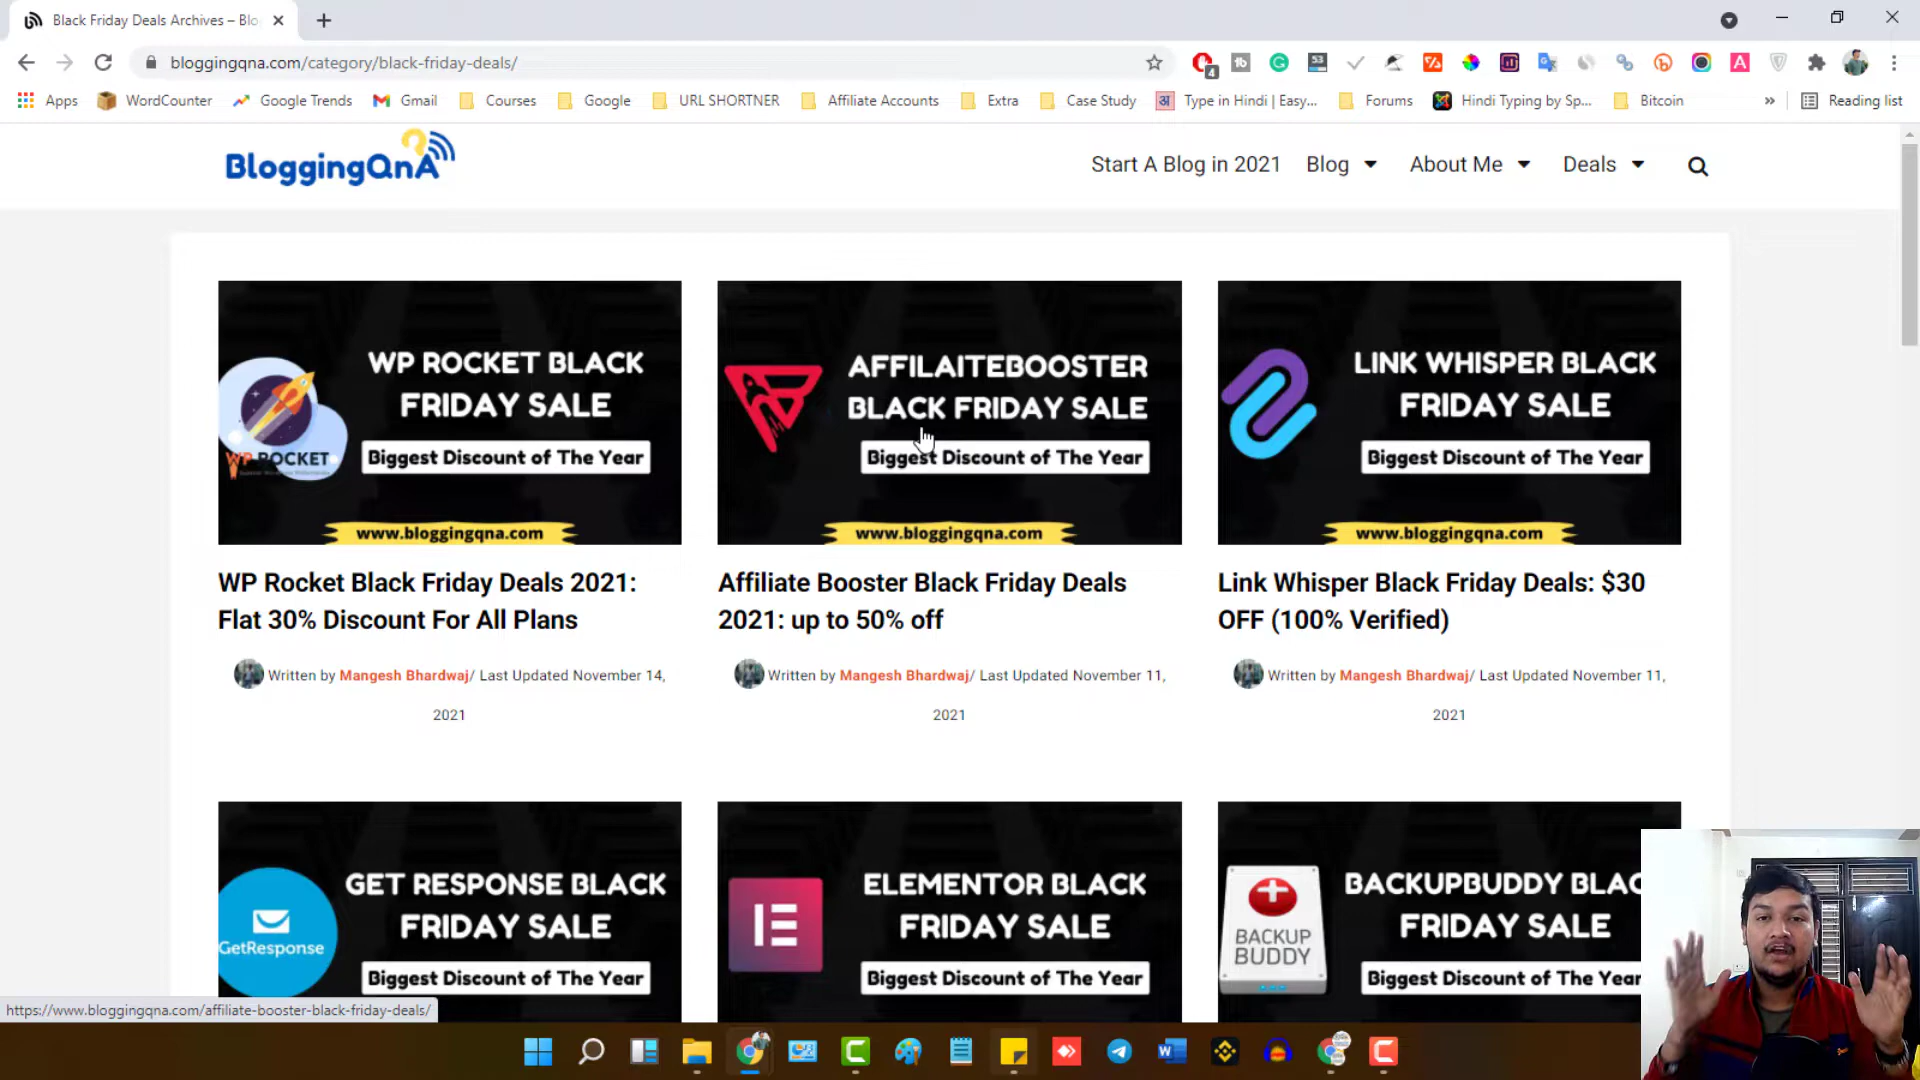 Black Friday Deals Archives – Blo
bloggingqna.com/category/black-friday-deals/
4
53
Apps
WordCounter
Google Trends
Gmail
Courses
Google
URL SHORTNER
Affiliate Accounts
Extra
Case Study
अ Type in Hindi | Easy...
Forums
Hindi Typing by Sp...
Bitcoin
»
Reading list
BloggingQnA
Start A Blog in 2021
Blog
About Me
Deals
WP ROCKET BLACK
FRIDAY SALE
WP ROCKET
Biggest Discount of The Year
www.bloggingqna.com
AFFILAITEBOOSTER
BLACK FRIDAY SALE
Biggest Discount of The Year
www.bloggingqna.com
LINK WHISPER BLACK
FRIDAY SALE
Biggest Discount of The Year
www.bloggingqna.com
WP Rocket Black Friday Deals 2021:
Flat 30% Discount For All Plans
Written by Mangesh Bhardwaj/ Last Updated November 14,
2021
Affiliate Booster Black Friday Deals
2021: up to 50% off
Written by Mangesh Bhardwaj/ Last Updated November 11,
2021
Link Whisper Black Friday Deals: $30
OFF (100% Verified)
Written by Mangesh Bhardwaj/ Last Updated November 11,
2021
GET RESPONSE BLACK
FRIDAY SALE
GetResponse
Biggest Discount of The Year
ELEMENTOR BLACK
FRIDAY SALE
Biggest Discount of The Year
BACKUPBUDDY BLAC
FRIDAY SALE
BACKUP
BUDDY
Biggest Discount of The Year
https://www.bloggingqna.com/affiliate-booster-black-friday-deals/